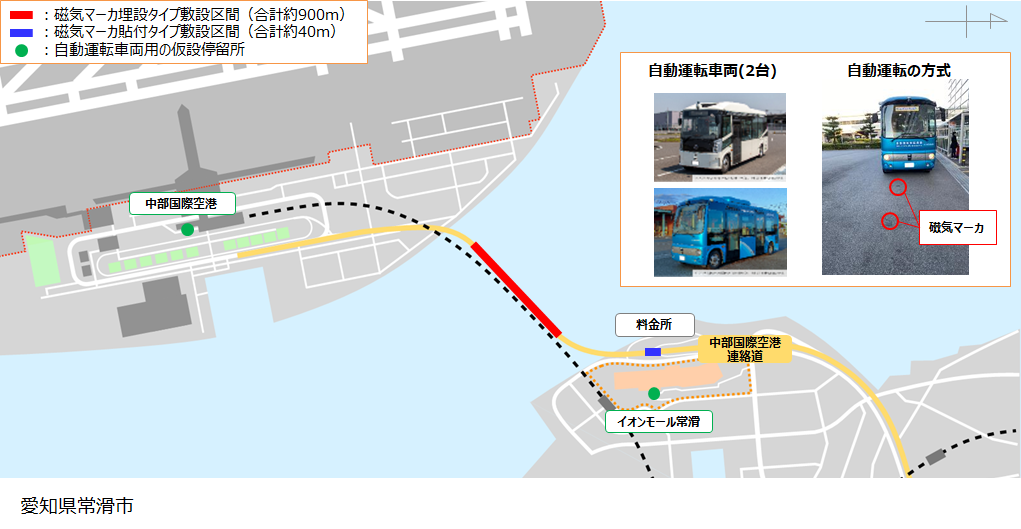 ：磁気マーカ埋設タイプ敷設区間（合計約900m）
：磁気マーカ貼付タイプ敷設区間（合計約40m）
：自動運転車両用の仮設停留所
自動運転車両(2台)
自動運転の方式
磁気マーカ
中部国際空港
料金所
中部国際空港
連絡道
イオンモール常滑
愛知県常滑市